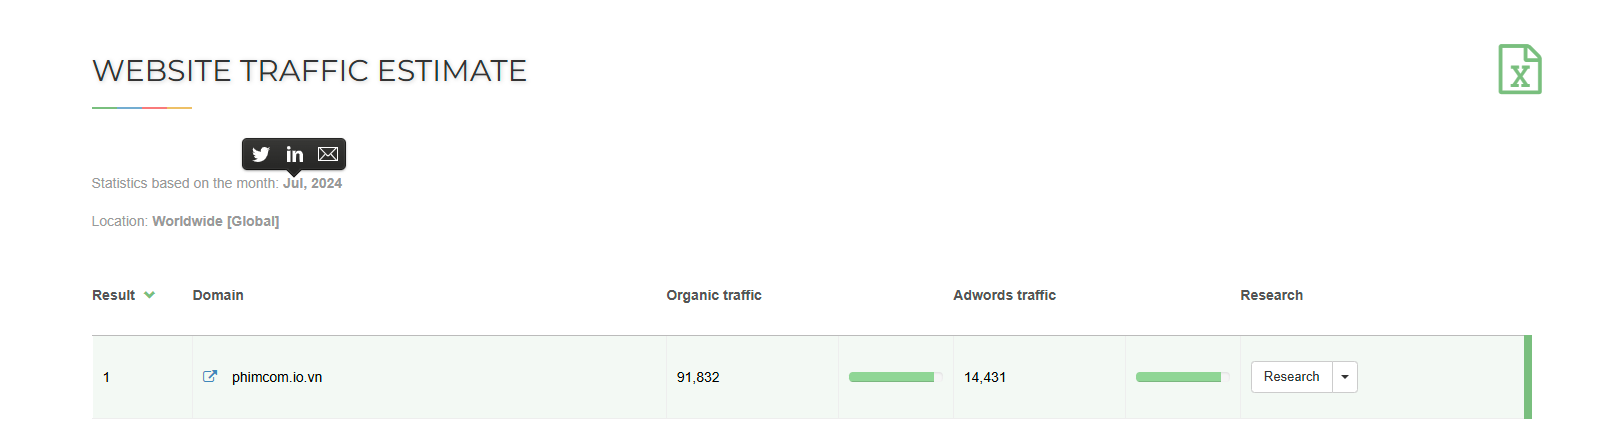 WEBSITE TRAFFIC ESTIMATE
Statistics based on the month: Jul, 2024
Location: Worldwide [Global]
Result Domain Organic traffic Adwords traffic Research
1 phimcom.io.vn 91,832 14,431 Research